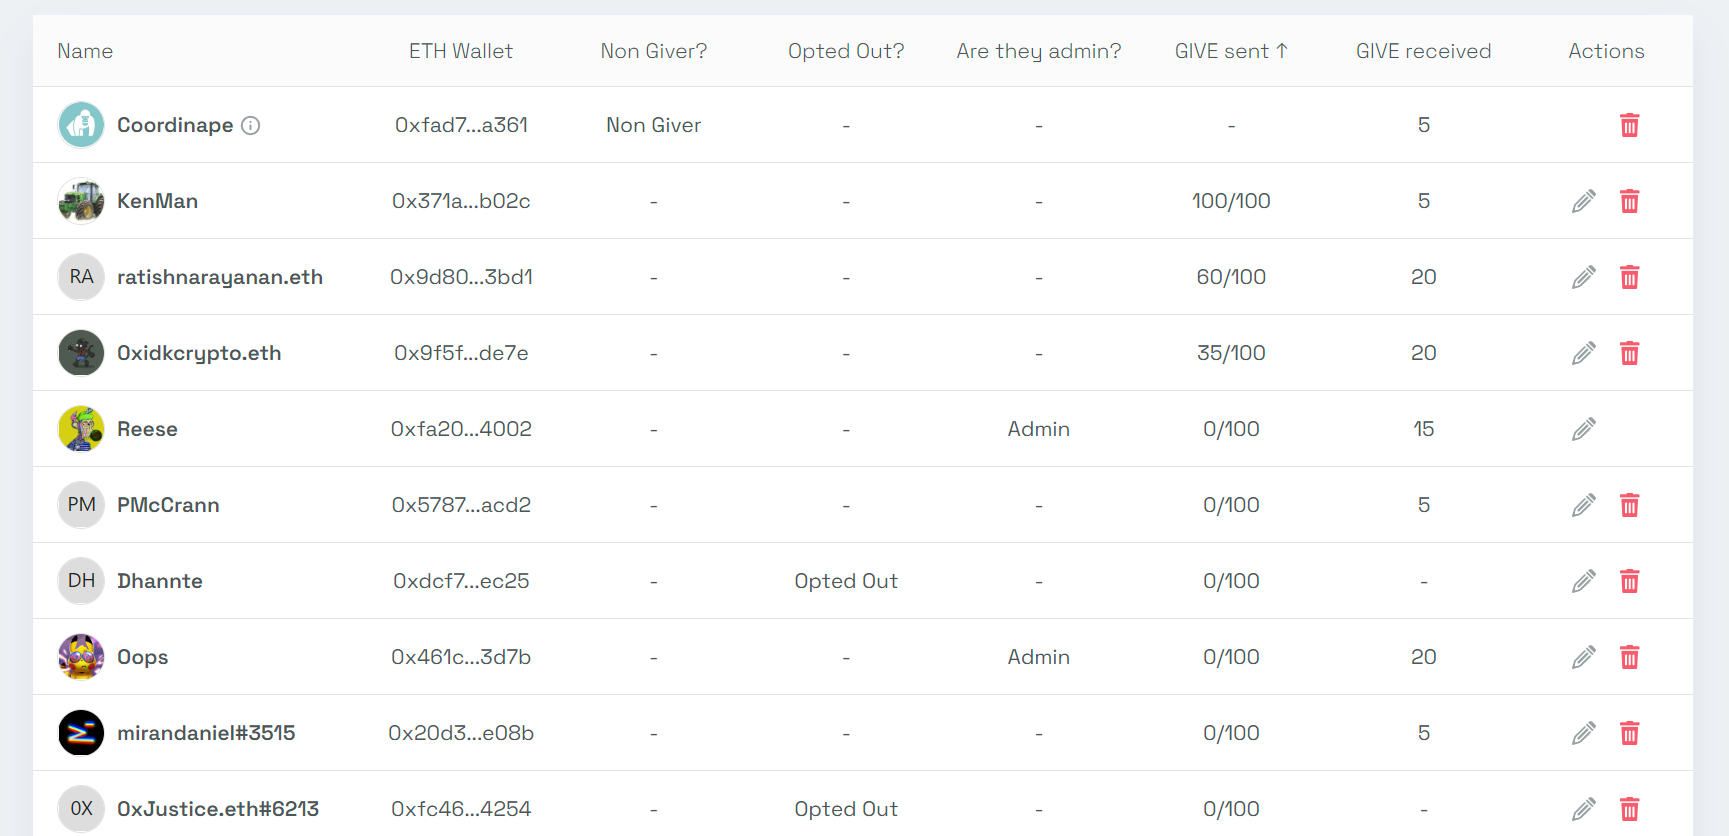 Name ETH Wallet Non Giver? Opted Out? Are they admin? GIVE sent ↑ GIVE received Actions
Coordinape 0xfad7...a361 Non Giver - - - 5
KenMan 0x371a...b02c - - - 100/100 5
RA ratishnarayanan.eth 0x9d80...3bd1 - - - 60/100 20
0xidkcrypto.eth 0x9f5f...de7e - - - 35/100 20
Reese 0xfa20...4002 - - Admin 0/100 15
PM PMcCrann 0x5787...acd2 - - - 0/100 5
DH Dhannte 0xdcf7...ec25 - Opted Out - 0/100 -
Oops 0x461c...3d7b - - Admin 0/100 20
mirandaniel#3515 0x20d3...e08b - - - 0/100 5
0X 0xJustice.eth#6213 0xfc46...4254 - Opted Out - 0/100 -